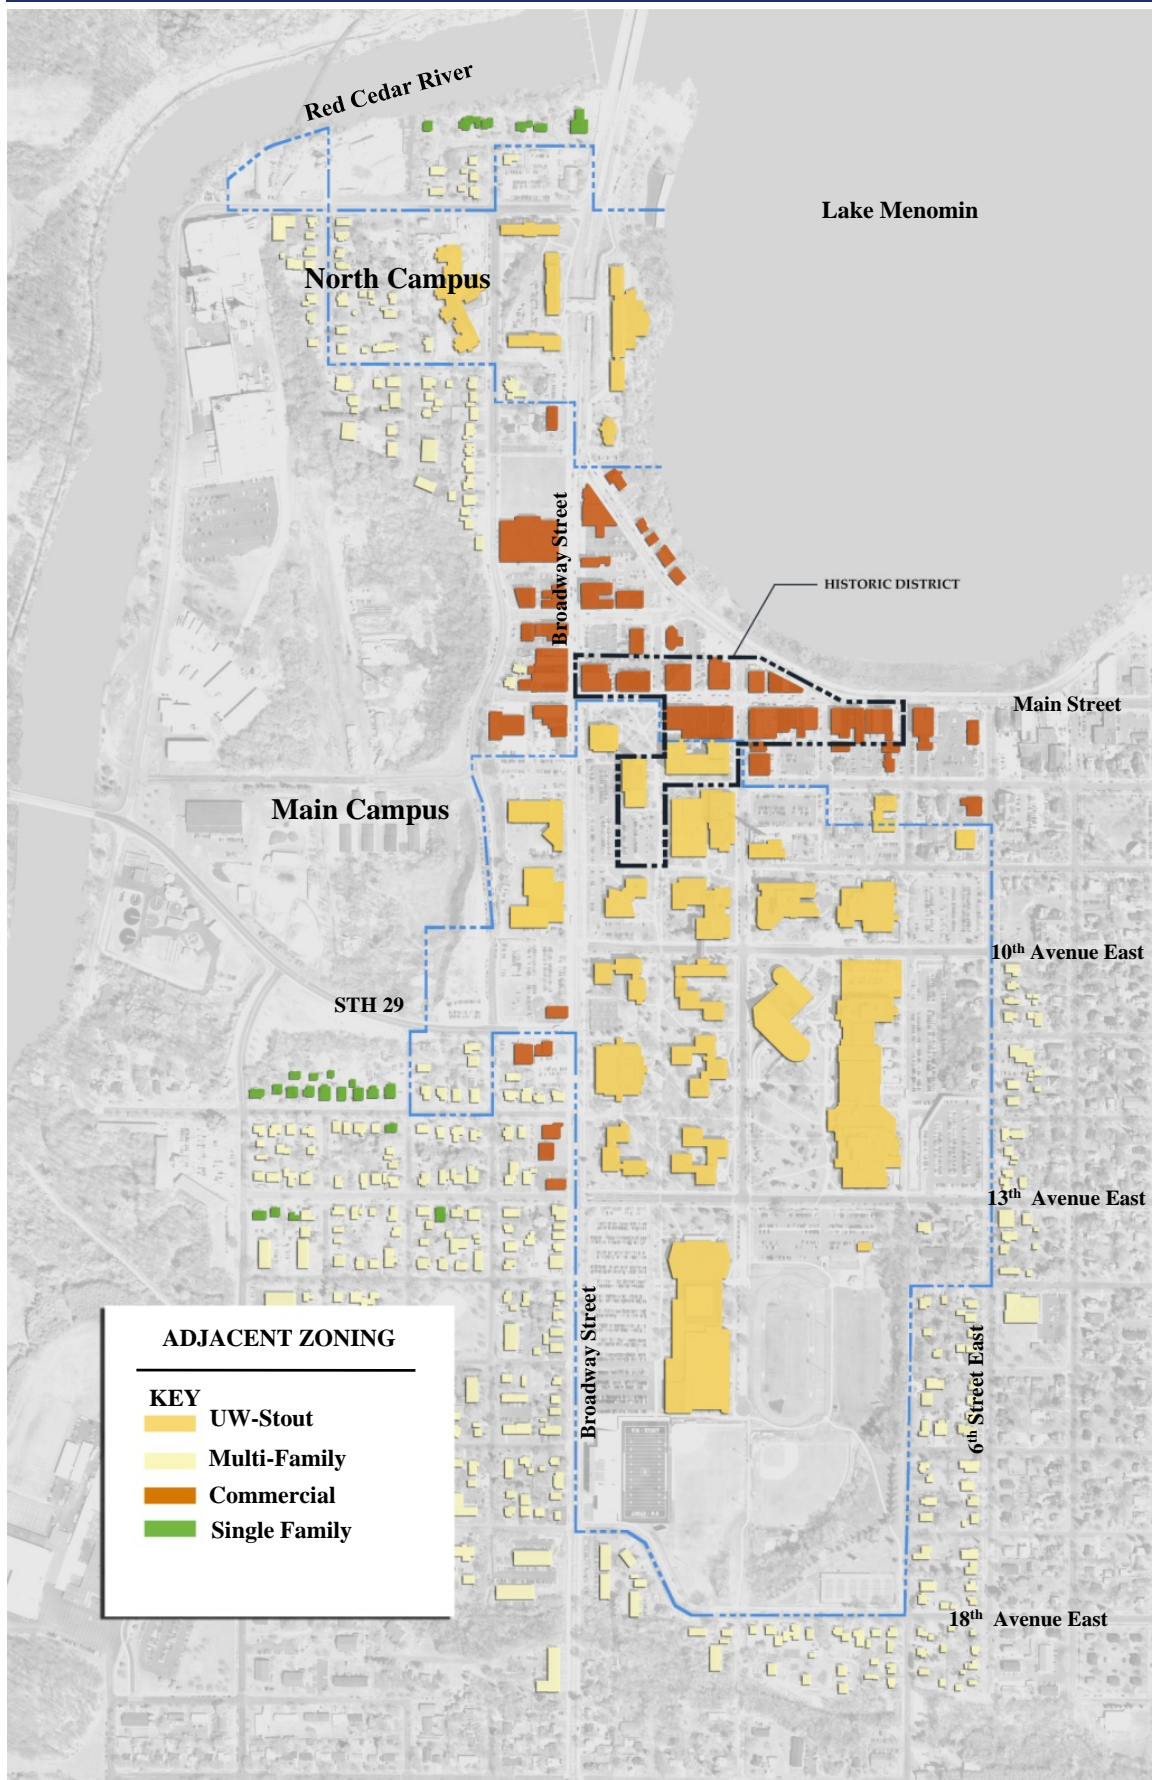 Red Cedar River
Lake Menomin
North Campus
Broadway Street
HISTORIC DISTRICT
Main Street
Main Campus
10th Avenue East
STH 29
13th Avenue East
Broadway Street
6th Street East
ADJACENT ZONING
KEY
UW-Stout
Multi-Family
Commercial
Single Family
18th Avenue East